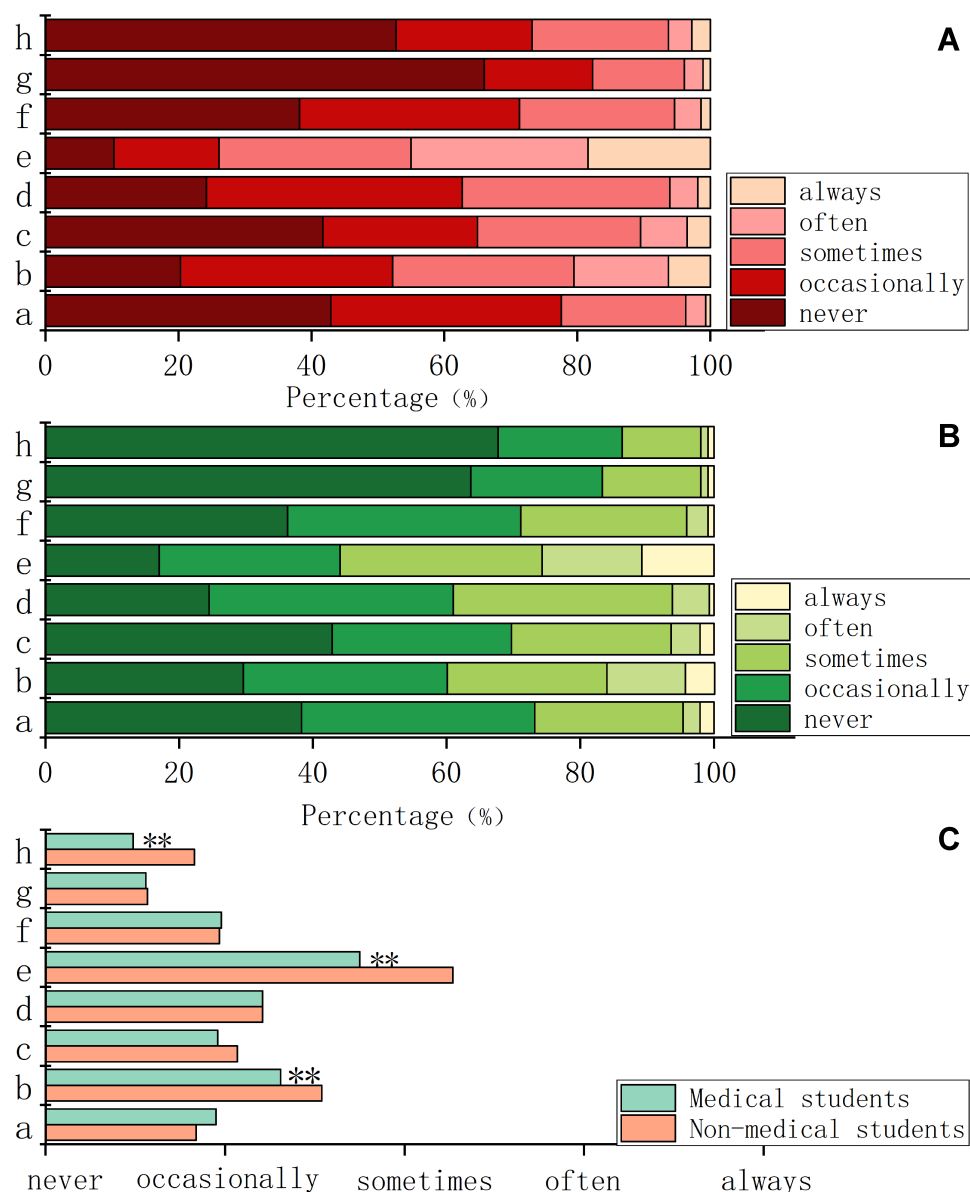 A
h
g
f
e
d
c
b
a
always
often
sometimes
occasionally
never
0 20 40 60 80 100
Percentage (%)
B
h
g
f
e
d
c
b
a
always
often
sometimes
occasionally
never
0 20 40 60 80 100
Percentage (%)
C
h **
g
f
e **
d
c
b **
a
Medical students
Non-medical students
never occasionally sometimes often always